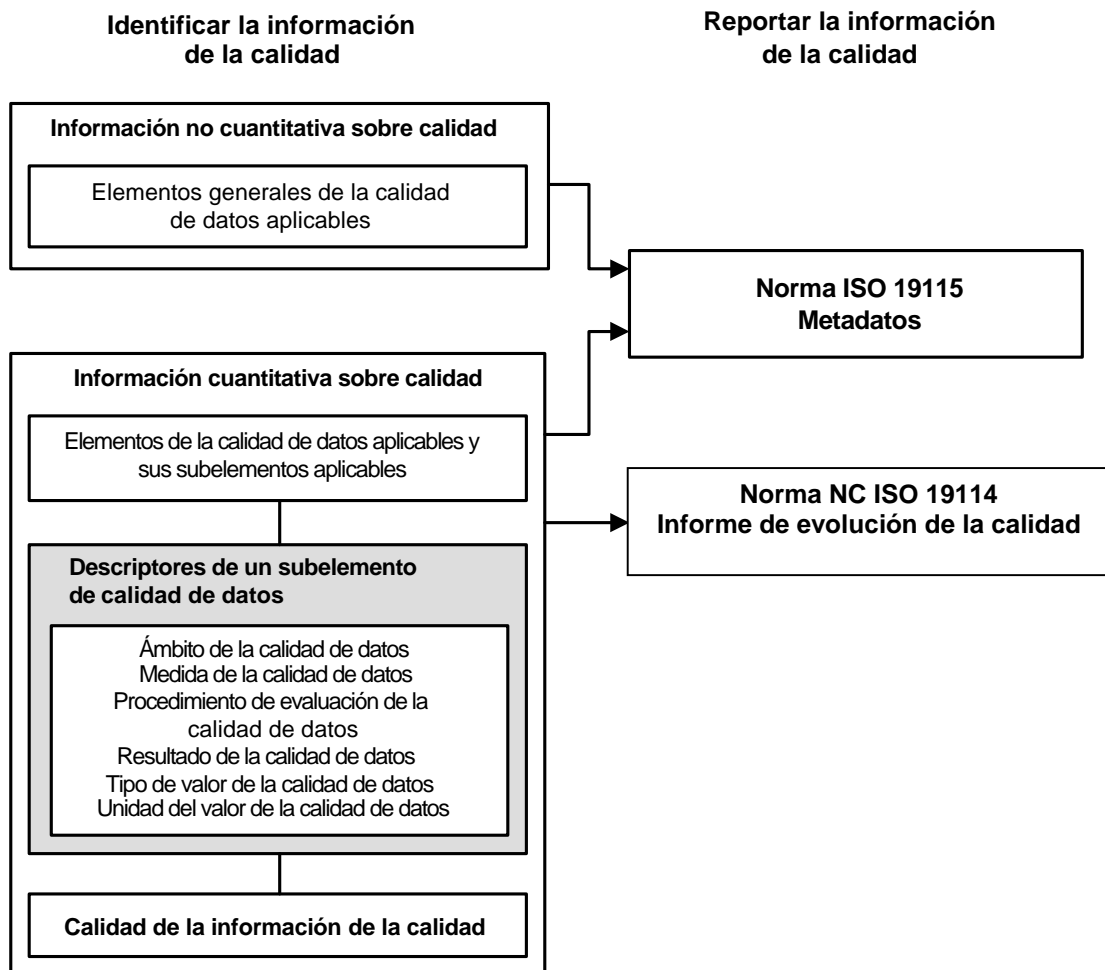 Identificar la información
de la calidad
Reportar la información
de la calidad
Información no cuantitativa sobre calidad
Elementos generales de la calidad
de datos aplicables
Norma ISO 19115
Metadatos
Información cuantitativa sobre calidad
Elementos de la calidad de datos aplicables y
sus subelementos aplicables
Norma NC ISO 19114
Informe de evolución de la calidad
Descriptores de un subelemento
de calidad de datos
Ámbito de la calidad de datos
Medida de la calidad de datos
Procedimiento de evaluación de la
calidad de datos
Resultado de la calidad de datos
Tipo de valor de la calidad de datos
Unidad del valor de la calidad de datos
Calidad de la información de la calidad